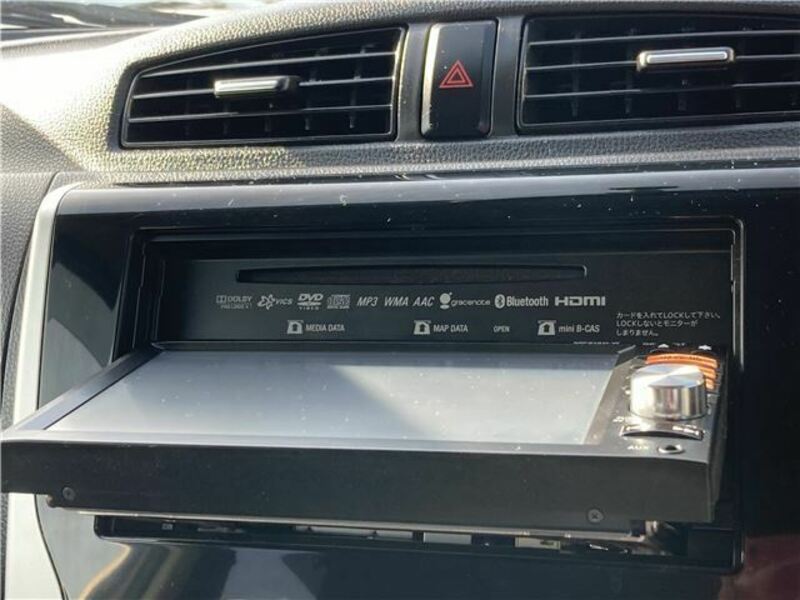 DOLBY VICS DVD VIDEO MP3 WMA AAC gracenote Bluetooth HDMI
MEDIA DATA MAP DATA OPEN mini B-CAS
カードを入れてLOCKして下さい。
LOCKしないとモニターが
しまりません。
AUX